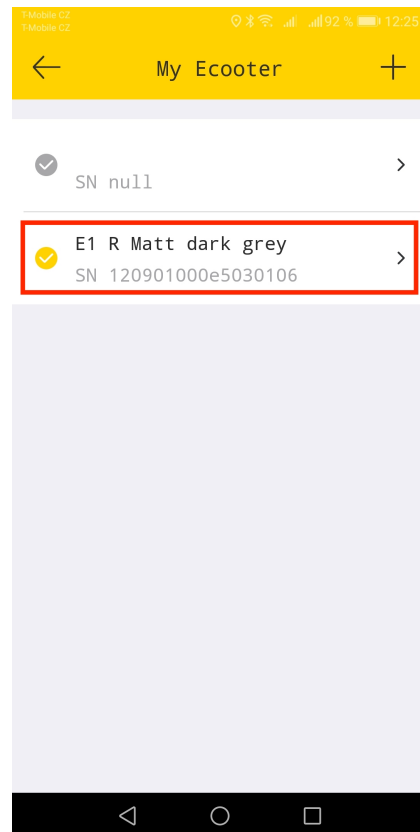 T-Mobile CZ
T-Mobile CZ
92 % 12:25
My Ecooter
SN null
E1 R Matt dark grey
SN 120901000e5030106